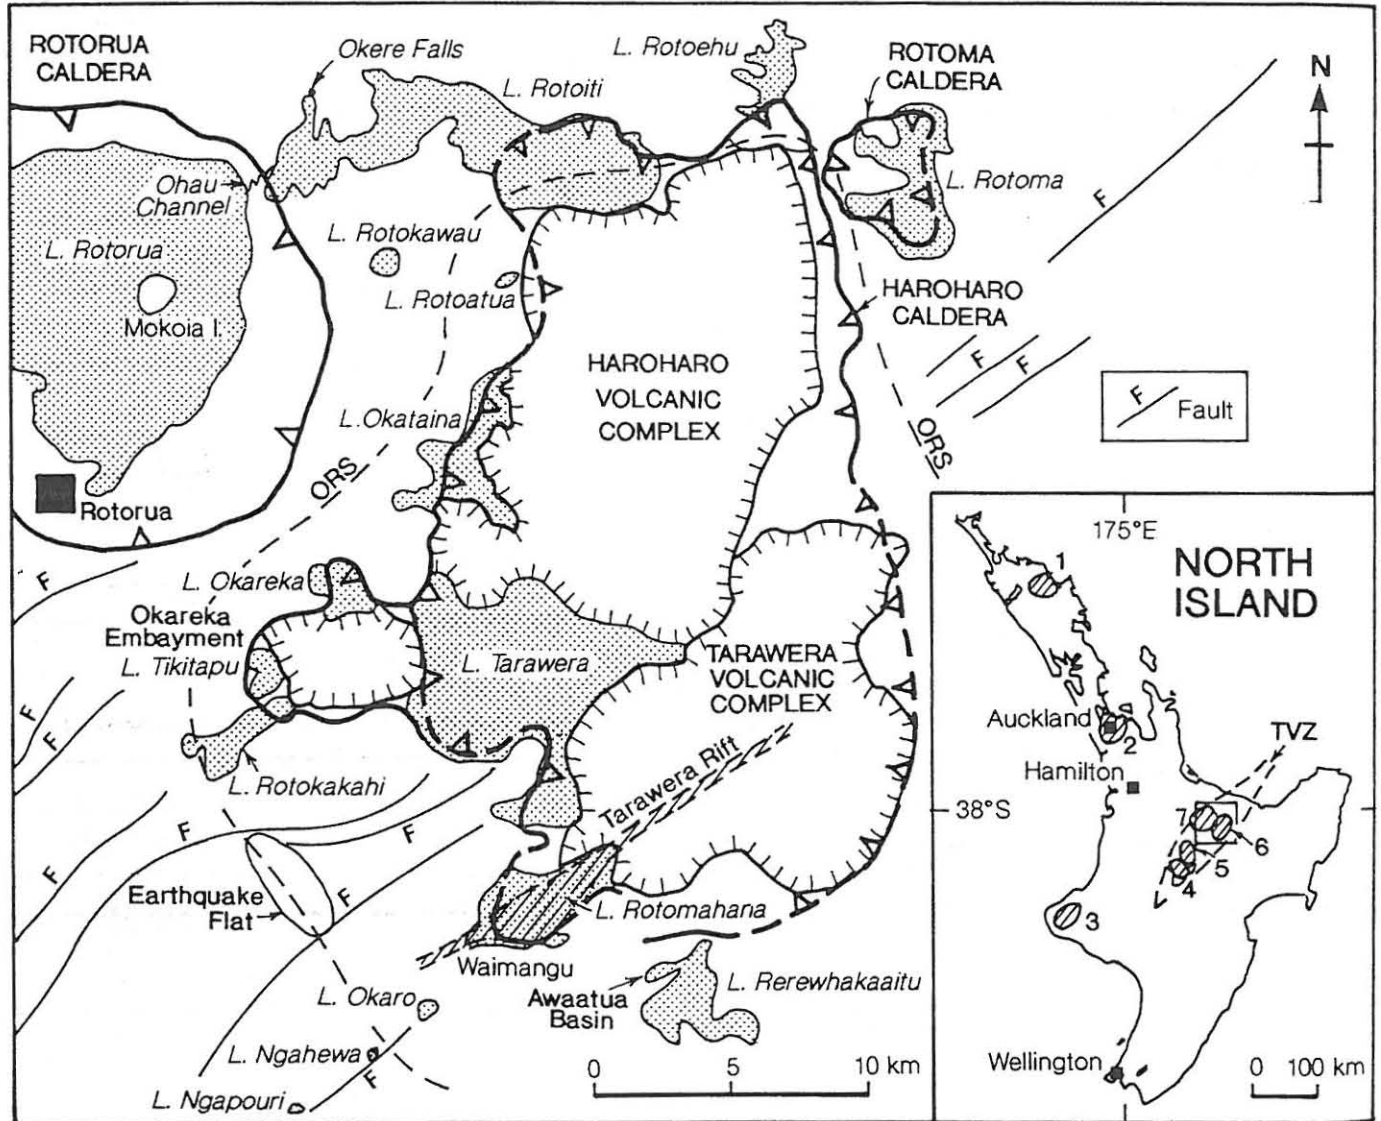 ROTORUA
CALDERA
Okere Falls
L. Rotoehu
ROTOMA
CALDERA
N
L. Rotoiti
Ohau
Channel
L. Rotoma
F
L. Rotorua
L. Rotokawau
Mokoia I.
L. Rotoatua
HAROHARO
CALDERA
HAROHARO
VOLCANIC
COMPLEX
F
F
F
Fault
L. Okataina
ORS
ORS
Rotorua
F
L. Okareka
Okareka
Embayment
L. Tikitapu
L. Tarawera
TARAWERA
VOLCANIC
COMPLEX
F
F
Tarawera Rift
L. Rotokakahi
F
F
F
F
Earthquake
Flat
L. Rotomahana
Waimangu
Awaatua
Basin
L. Rerewhakaaitu
L. Okaro
L. Ngahewa
F
L. Ngapouri
0 5 10 km
175°E
NORTH
ISLAND
1
Auckland
2
TVZ
Hamilton
38°S
7
6
5
4
3
Wellington
0 100 km